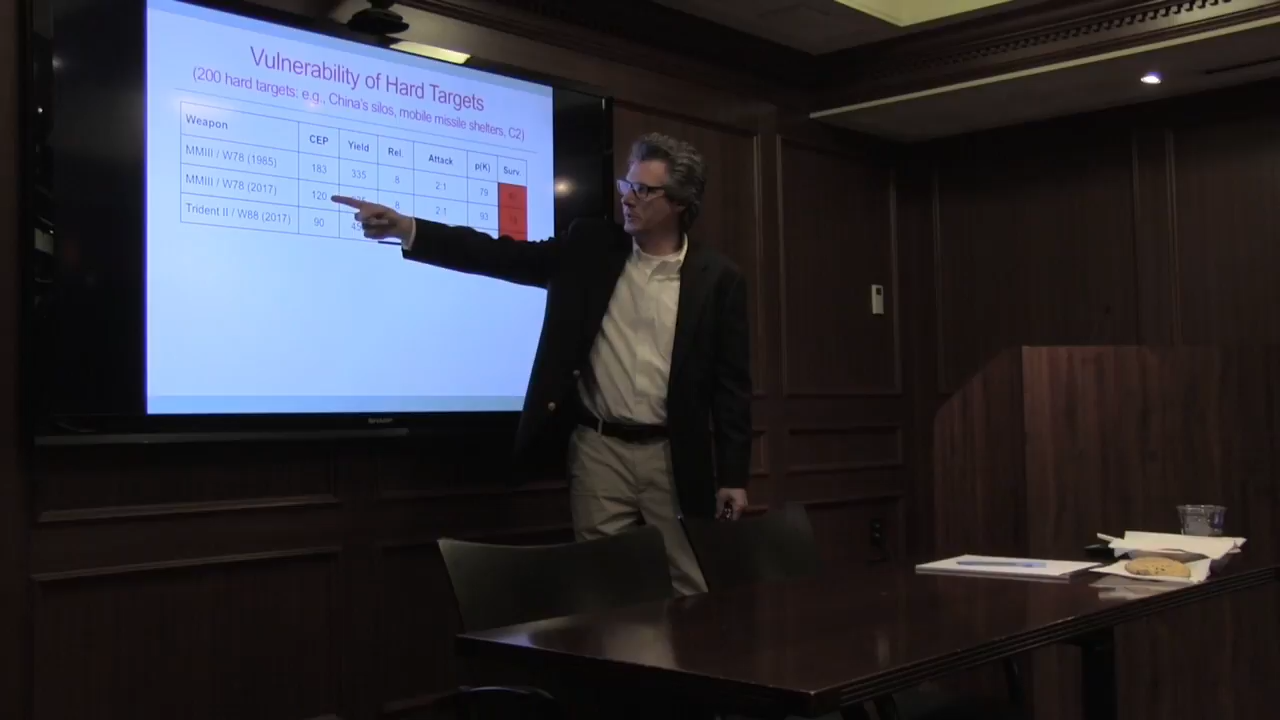 Vulnerability of Hard Targets
(200 hard targets: e.g., China's silos, mobile missile shelters, C2)
Weapon CEP Yield Rel. Attack p(K) Surv.
MMIII / W78 (1985) 183 335 .8 2:1 79
MMIII / W78 (2017) 120 .8 2:1 93
Trident II / W88 (2017) 90
SHARP